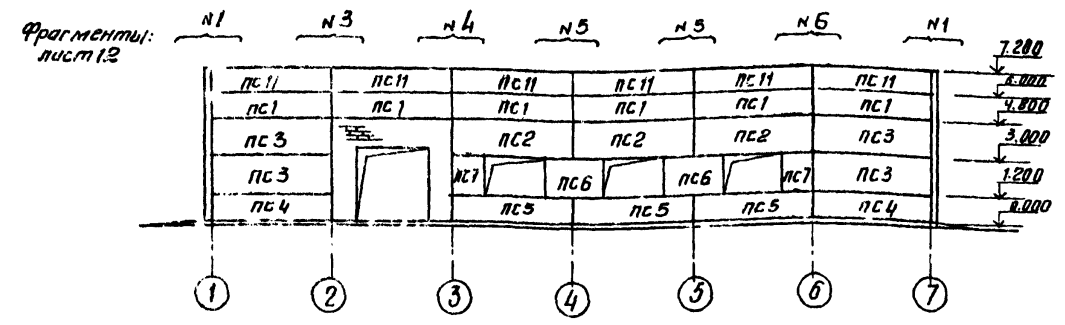 Фрагменты:
лист 12
N1 N3 N4 N5 N5 N6 N1
7.200
ПС11 ПС11 ПС11 ПС11 ПС11 ПС11 ПС11
6.000
ПС1 ПС1 ПС1 ПС1 ПС1 ПС1
4.800
ПС3 ПС2 ПС2 ПС2 ПС3
3.000
ПС3 ПС7 ПС6 ПС6 ПС7 ПС3
1.200
ПС4 ПС5 ПС5 ПС5 ПС4
0.000
1 2 3 4 5 6 7